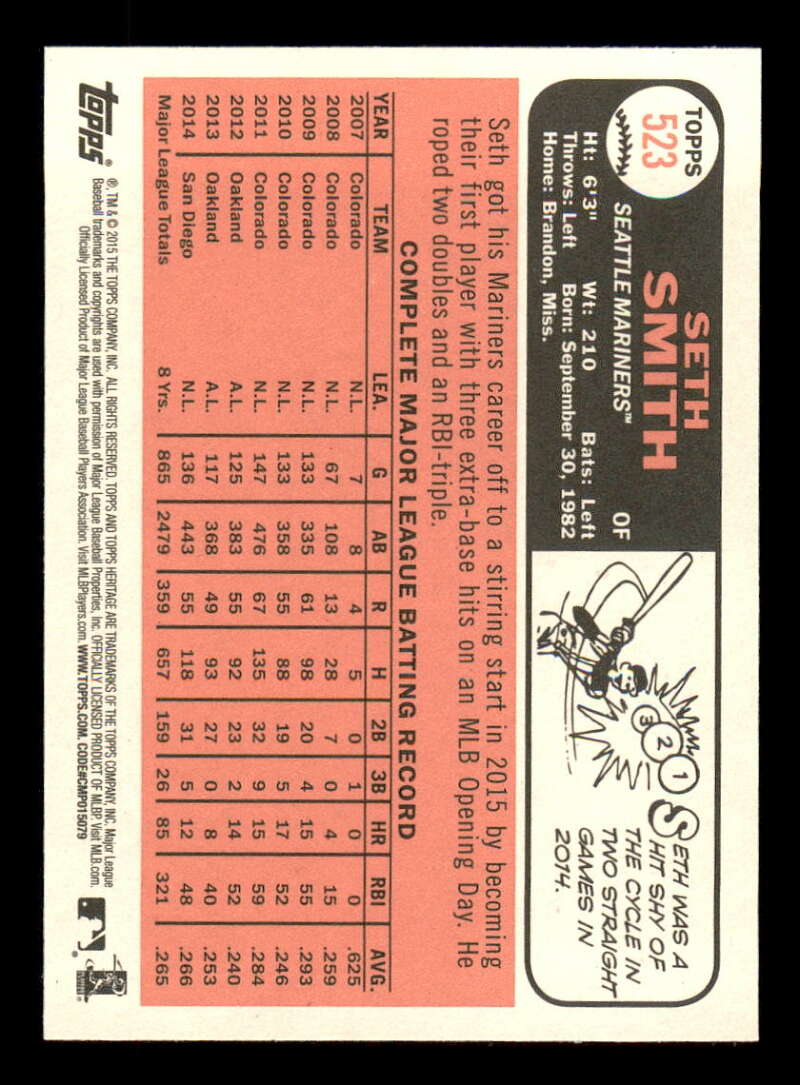 TOPPS
523
SETH
SMITH
SEATTLE MARINERS™ OF
Ht: 6'3" Wt: 210 Bats: Left
Throws: Left Born: September 30, 1982
Home: Brandon, Miss.
1 2 3
SETH WAS A
HIT SHY OF
THE CYCLE IN
TWO STRAIGHT
GAMES IN
2014.
Seth got his Mariners career off to a stirring start in 2015 by becoming
their first player with three extra-base hits on an MLB Opening Day. He
roped two doubles and an RBI-triple.
COMPLETE MAJOR LEAGUE BATTING RECORD
YEAR TEAM LEA. G AB R H 2B 3B HR RBI AVG.
2007 Colorado N.L. 7 8 4 5 0 1 0 0 .625
2008 Colorado N.L. 67 108 13 28 7 0 4 15 .259
2009 Colorado N.L. 133 335 61 98 20 4 15 55 .293
2010 Colorado N.L. 133 358 55 88 19 5 17 52 .246
2011 Colorado N.L. 147 476 67 135 32 9 15 59 .284
2012 Oakland A.L. 125 383 55 92 23 2 14 52 .240
2013 Oakland A.L. 117 368 49 93 27 0 8 40 .253
2014 San Diego N.L. 136 443 55 118 31 5 12 48 .266
Major League Totals 8 Yrs. 865 2479 359 657 159 26 85 321 .265
topps®
®, TM & © 2015 THE TOPPS COMPANY, INC. ALL RIGHTS RESERVED. TOPPS AND TOPPS HERITAGE ARE TRADEMARKS OF THE TOPPS COMPANY, INC. Major League
Baseball trademarks and copyrights are used with permission of Major League Baseball Properties, Inc. OFFICIALLY LICENSED PRODUCT OF MLBP. Visit MLB.com.
Officially Licensed Product of Major League Baseball Players Association. Visit MLBPlayers.com. WWW.TOPPS.COM. CODE#CMP015079